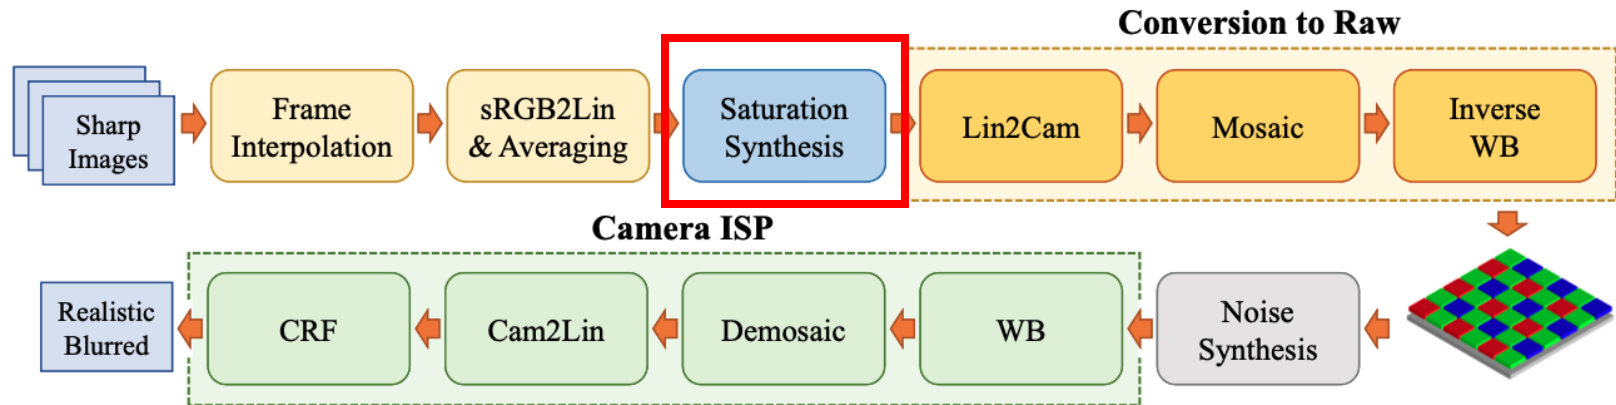 Conversion to Raw
Sharp
Images
Frame
Interpolation
sRGB2Lin
& Averaging
Saturation
Synthesis
Lin2Cam
Mosaic
Inverse
WB
Camera ISP
Realistic
Blurred
CRF
Cam2Lin
Demosaic
WB
Noise
Synthesis